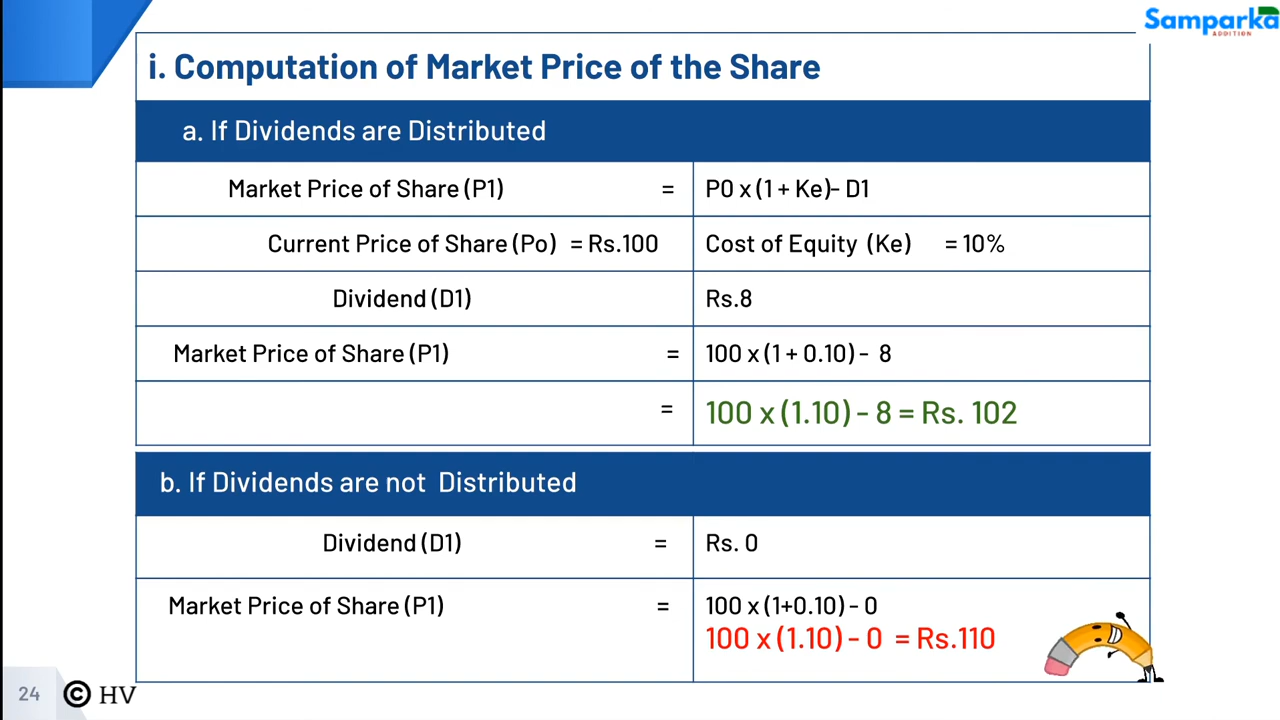 Samparka
ADDITION
i. Computation of Market Price of the Share
a. If Dividends are Distributed
Market Price of Share (P1) = P0 x (1 + Ke)- D1
Current Price of Share (Po) = Rs.100 Cost of Equity (Ke) = 10%
Dividend (D1) Rs.8
Market Price of Share (P1) = 100 x (1 + 0.10) - 8
= 100 x (1.10) - 8 = Rs. 102
b. If Dividends are not Distributed
Dividend (D1) = Rs. 0
Market Price of Share (P1) = 100 x (1+0.10) - 0
100 x (1.10) - 0 = Rs.110
24 © HV